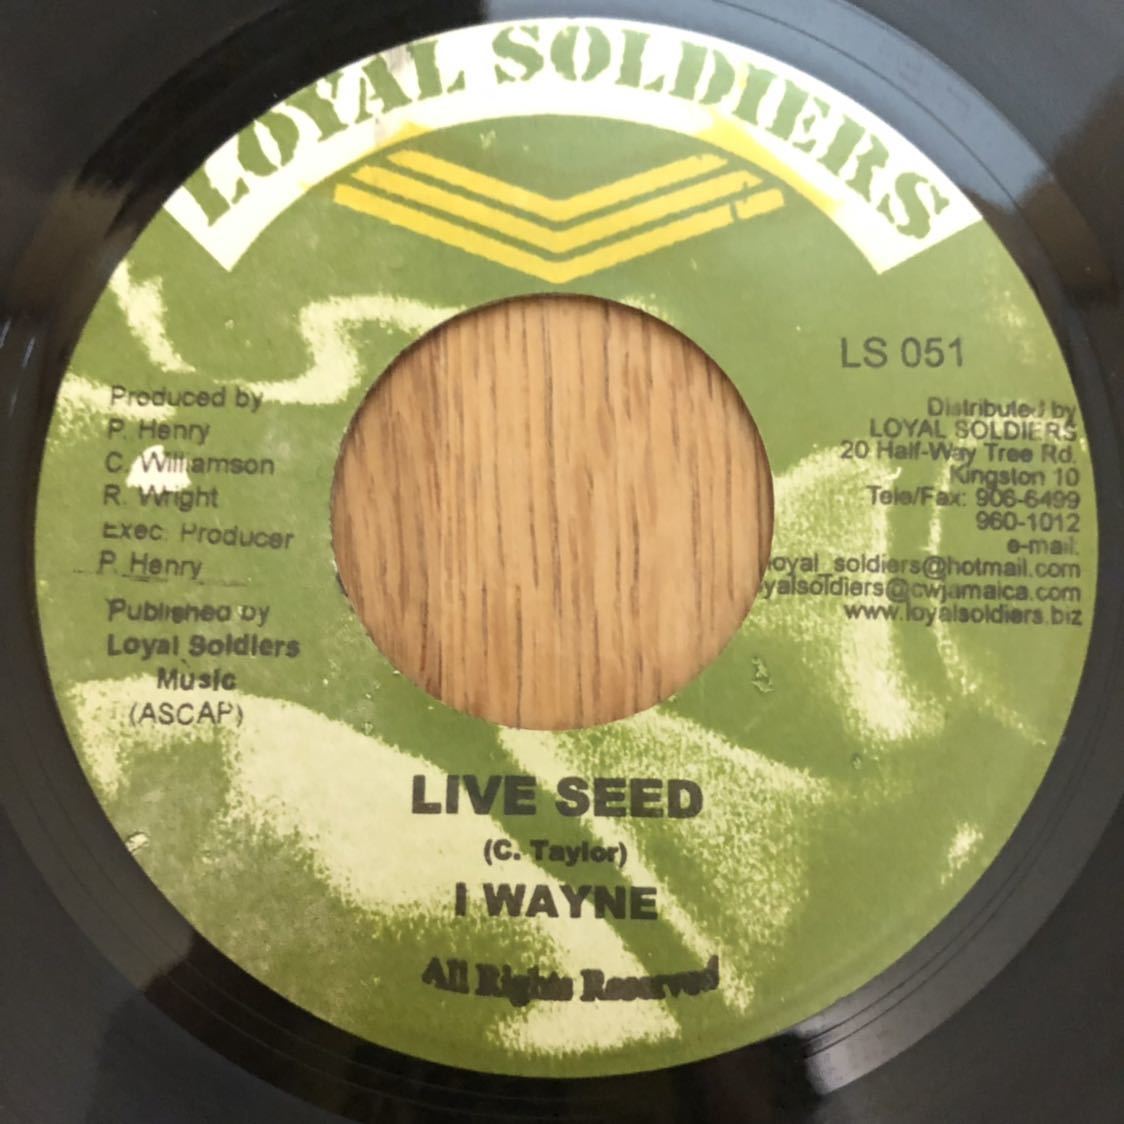 LOYAL SOLDIERS
LS 051
Produced by
P. Henry
C. Williamson
R. Wright
Exec. Producer
P. Henry
Published by
Loyal Soldiers
Music
(ASCAP)
Distributed by
LOYAL SOLDIERS
20 Half-Way Tree Rd.
Kingston 10
Tele/Fax: 906-6499
960-1012
e-mail:
oyal_soldiers@hotmail.com
yalsoldiers@cwjamaica.com
www.loyalsoldiers.biz
LIVE SEED
(C. Taylor)
I WAYNE
All Rights Reserved